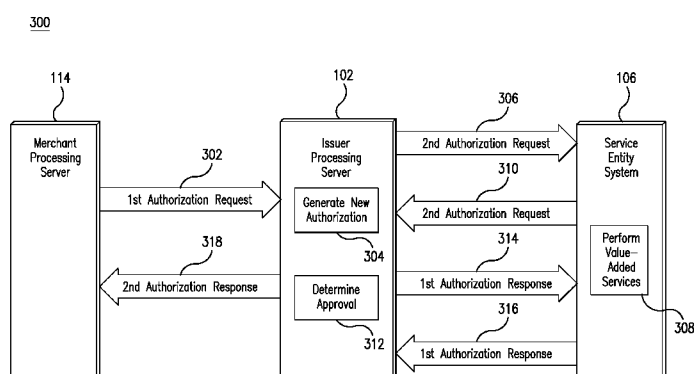 300
114
102
106
Merchant
Processing
Server
Issuer
Processing
Server
Service
Entity
System
306
2nd Authorization Request
302
1st Authorization Request
310
2nd Authorization Request
Generate New
Authorization
304
318
2nd Authorization Response
314
1st Authorization Response
Perform
Value-
Added
Services
308
Determine
Approval
312
316
1st Authorization Response